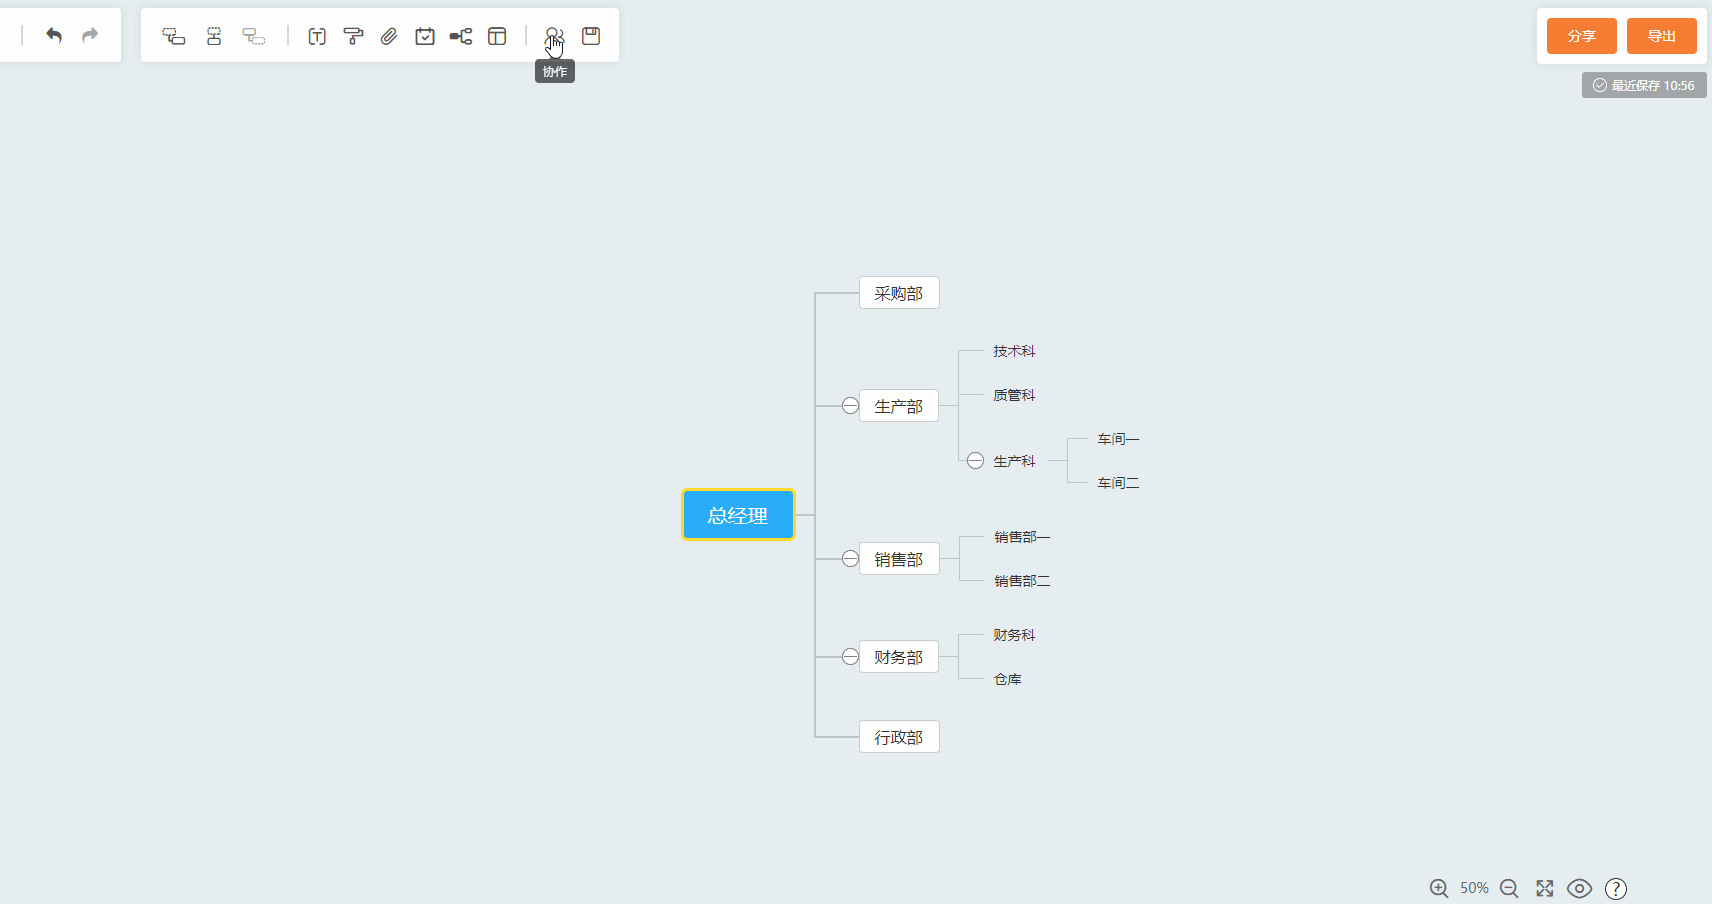 协作
分享
导出
最近保存 10:56
采购部
技术科
质管科
生产部
车间一
生产科
车间二
总经理
销售部一
销售部
销售部二
财务科
财务部
仓库
行政部
50%